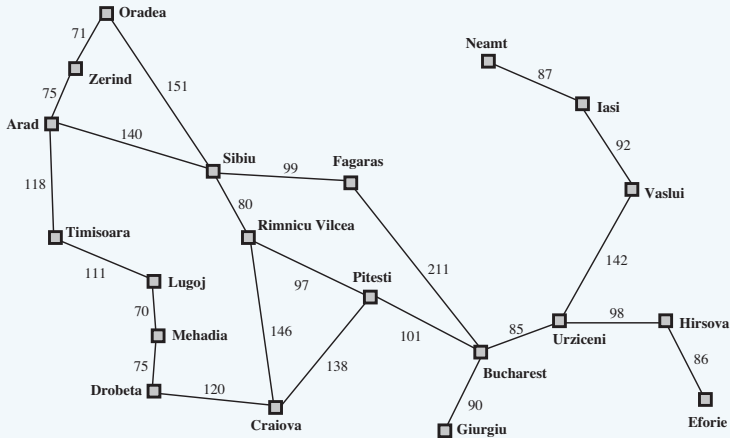 Oradea
71
Neamt
Zerind
87
151
75
Iasi
Arad
140
92
Sibiu
Fagaras
99
118
Vaslui
80
Timisoara
Rimnicu Vilcea
142
111
211
Lugoj
97
Pitesti
70
98
Hirsova
146
85
Mehadia
101
Urziceni
138
86
75
Bucharest
Drobeta
120
90
Craiova
Eforie
Giurgiu